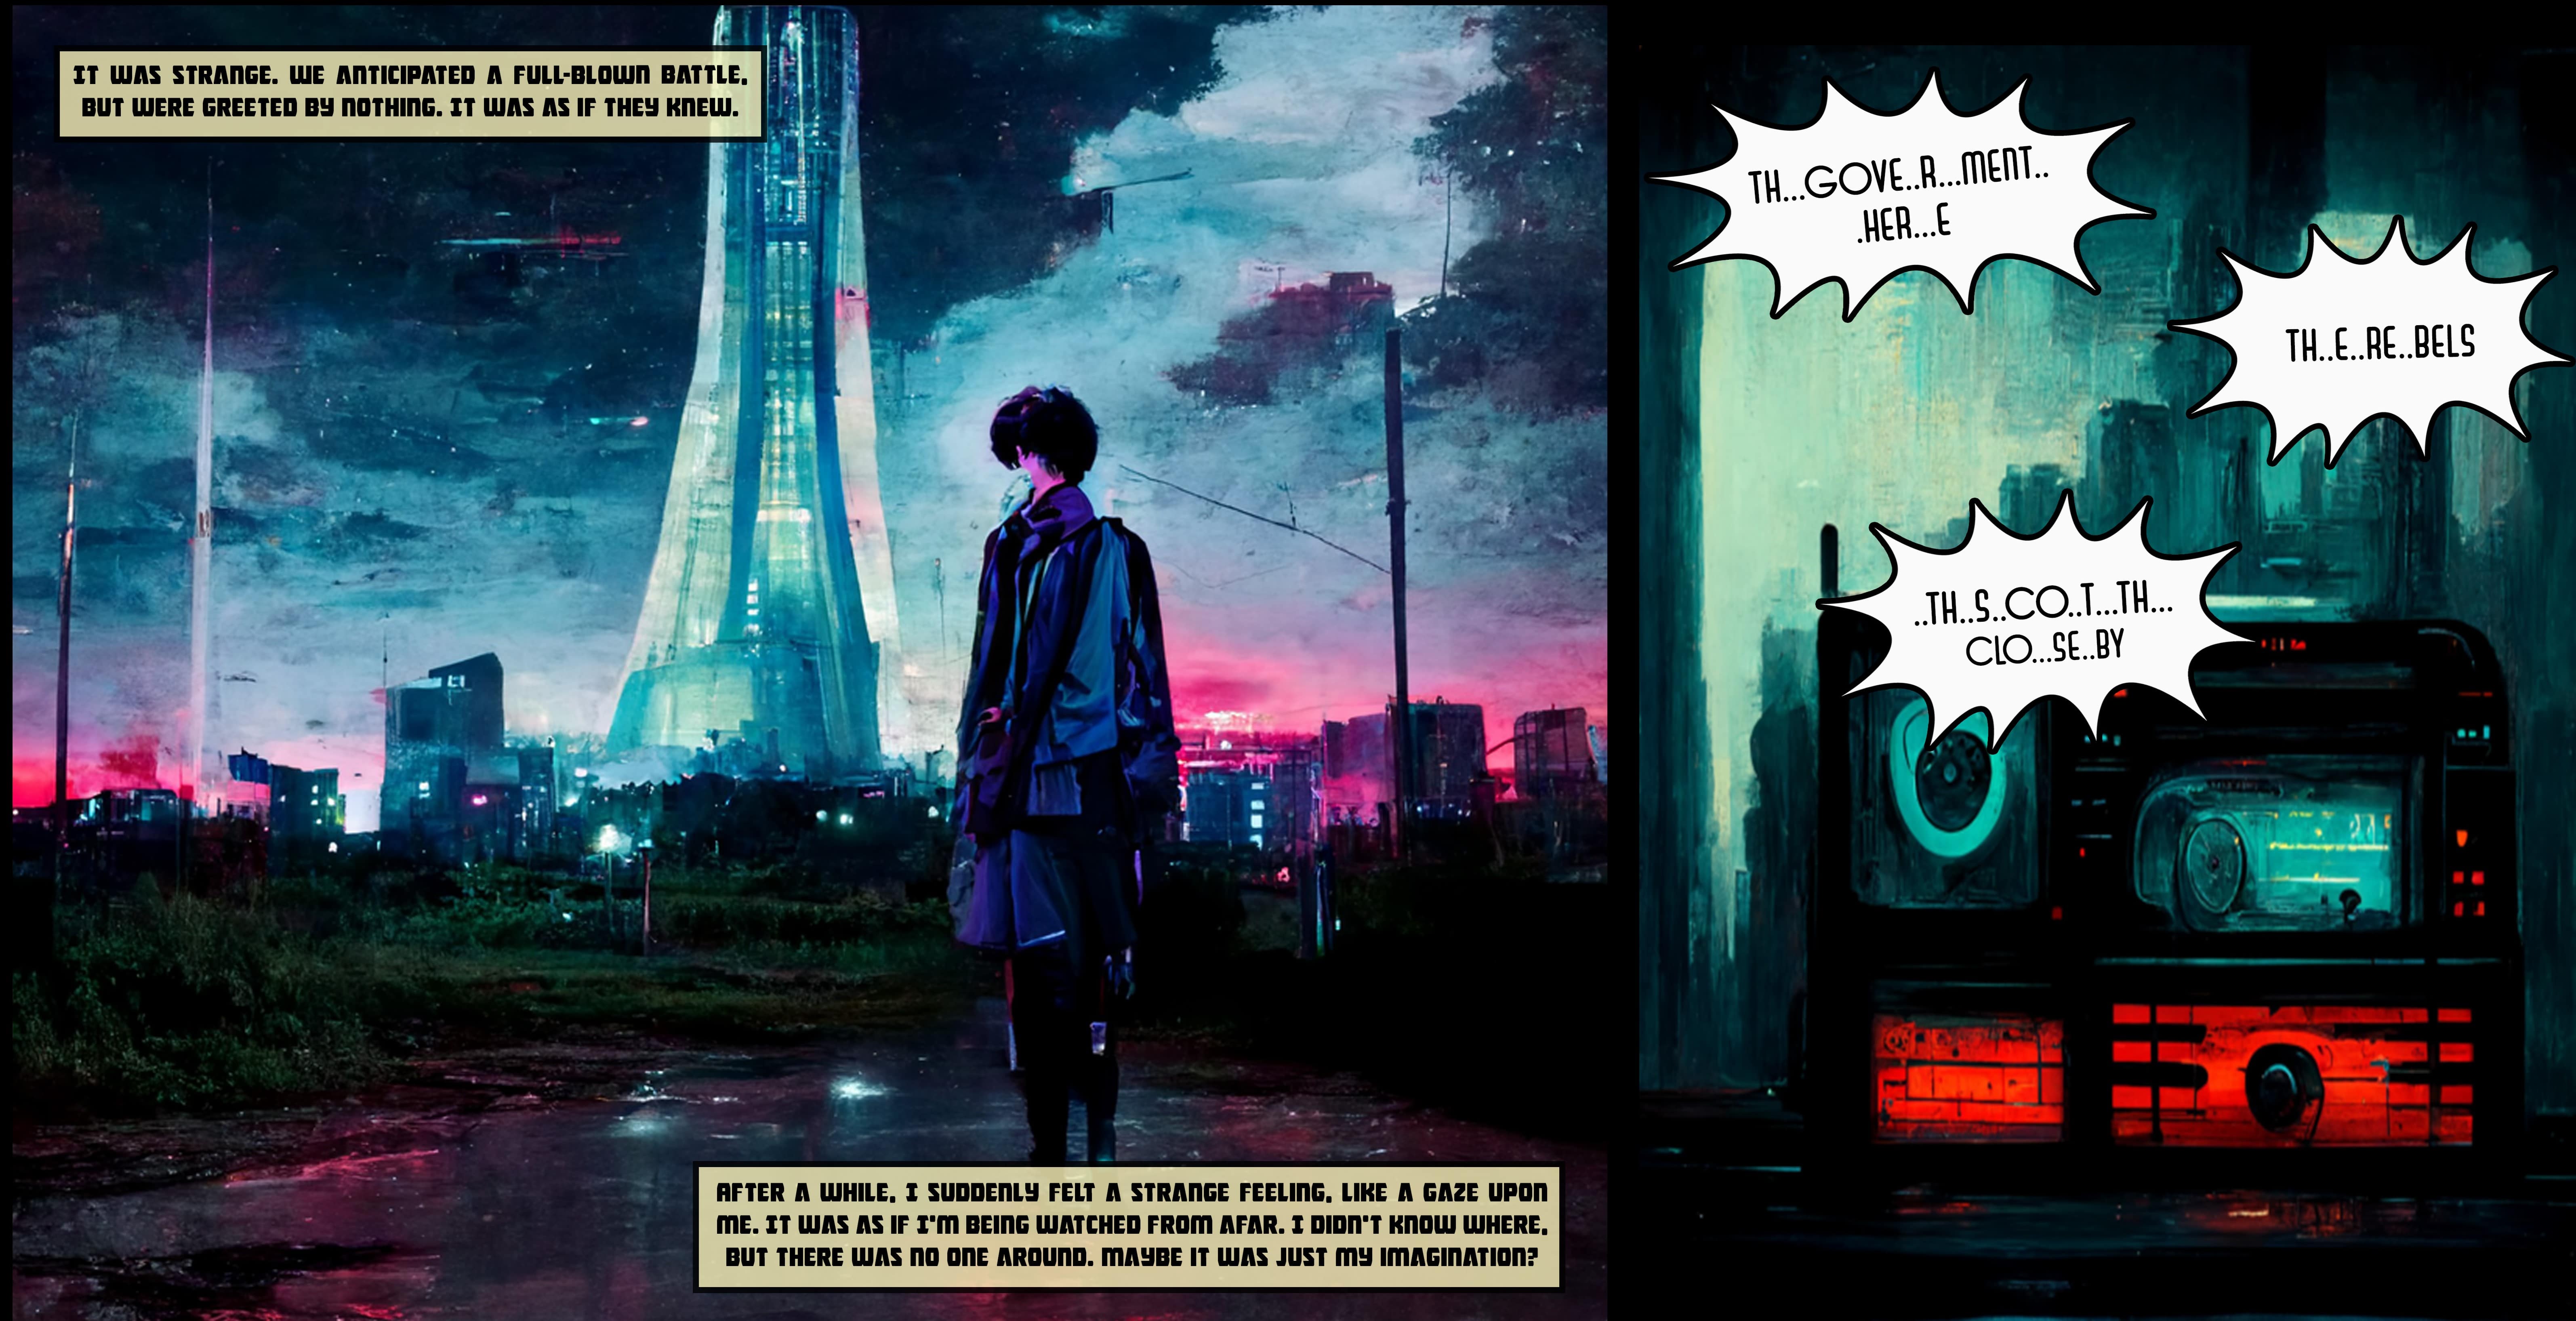 IT WAS STRANGE. WE ANTICIPATED A FULL-BLOWN BATTLE,
BUT WERE GREETED BY NOTHING. IT WAS AS IF THEY KNEW.
AFTER A WHILE, I SUDDENLY FELT A STRANGE FEELING, LIKE A GAZE UPON
ME. IT WAS AS IF I'M BEING WATCHED FROM AFAR. I DIDN'T KNOW WHERE,
BUT THERE WAS NO ONE AROUND. MAYBE IT WAS JUST MY IMAGINATION?
TH...GOVE..R...MENT..
.HER...E
TH..E..RE..BELS
..TH..S..CO..T...TH...
CLO...SE..BY